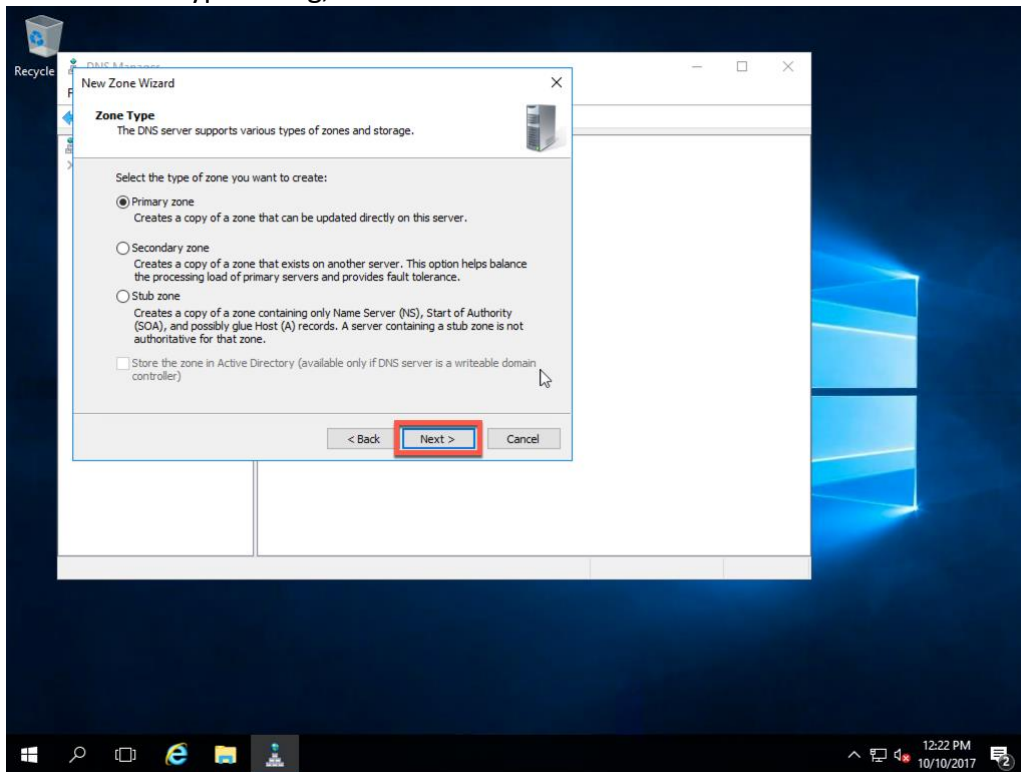 Recycle
DNS Manager
New Zone Wizard
Zone Type
The DNS server supports various types of zones and storage.
Select the type of zone you want to create:
Primary zone
Creates a copy of a zone that can be updated directly on this server.
Secondary zone
Creates a copy of a zone that exists on another server. This option helps balance
the processing load of primary servers and provides fault tolerance.
Stub zone
Creates a copy of a zone containing only Name Server (NS), Start of Authority
(SOA), and possibly glue Host (A) records. A server containing a stub zone is not
authoritative for that zone.
Store the zone in Active Directory (available only if DNS server is a writeable domain
controller)
< Back Next > Cancel
12:22 PM
10/10/2017
2